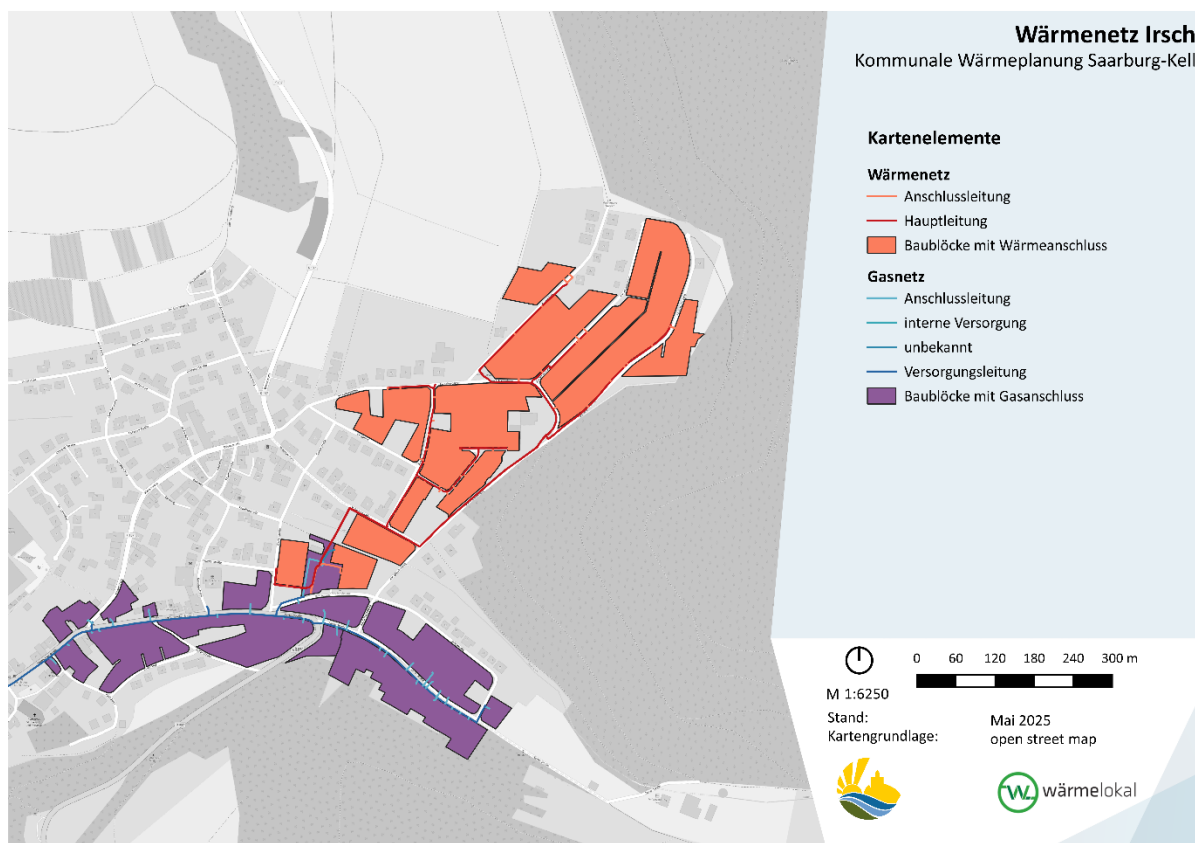 Wärmenetz Irsch
Kommunale Wärmeplanung Saarburg-Kell
Kartenelemente
Wärmenetz
Anschlussleitung
Hauptleitung
Baublöcke mit Wärmeanschluss
Gasnetz
Anschlussleitung
interne Versorgung
unbekannt
Versorgungsleitung
Baublöcke mit Gasanschluss
0 60 120 180 240 300 m
M 1:6250
Stand: Mai 2025
Kartengrundlage: open street map
W wärmelokal